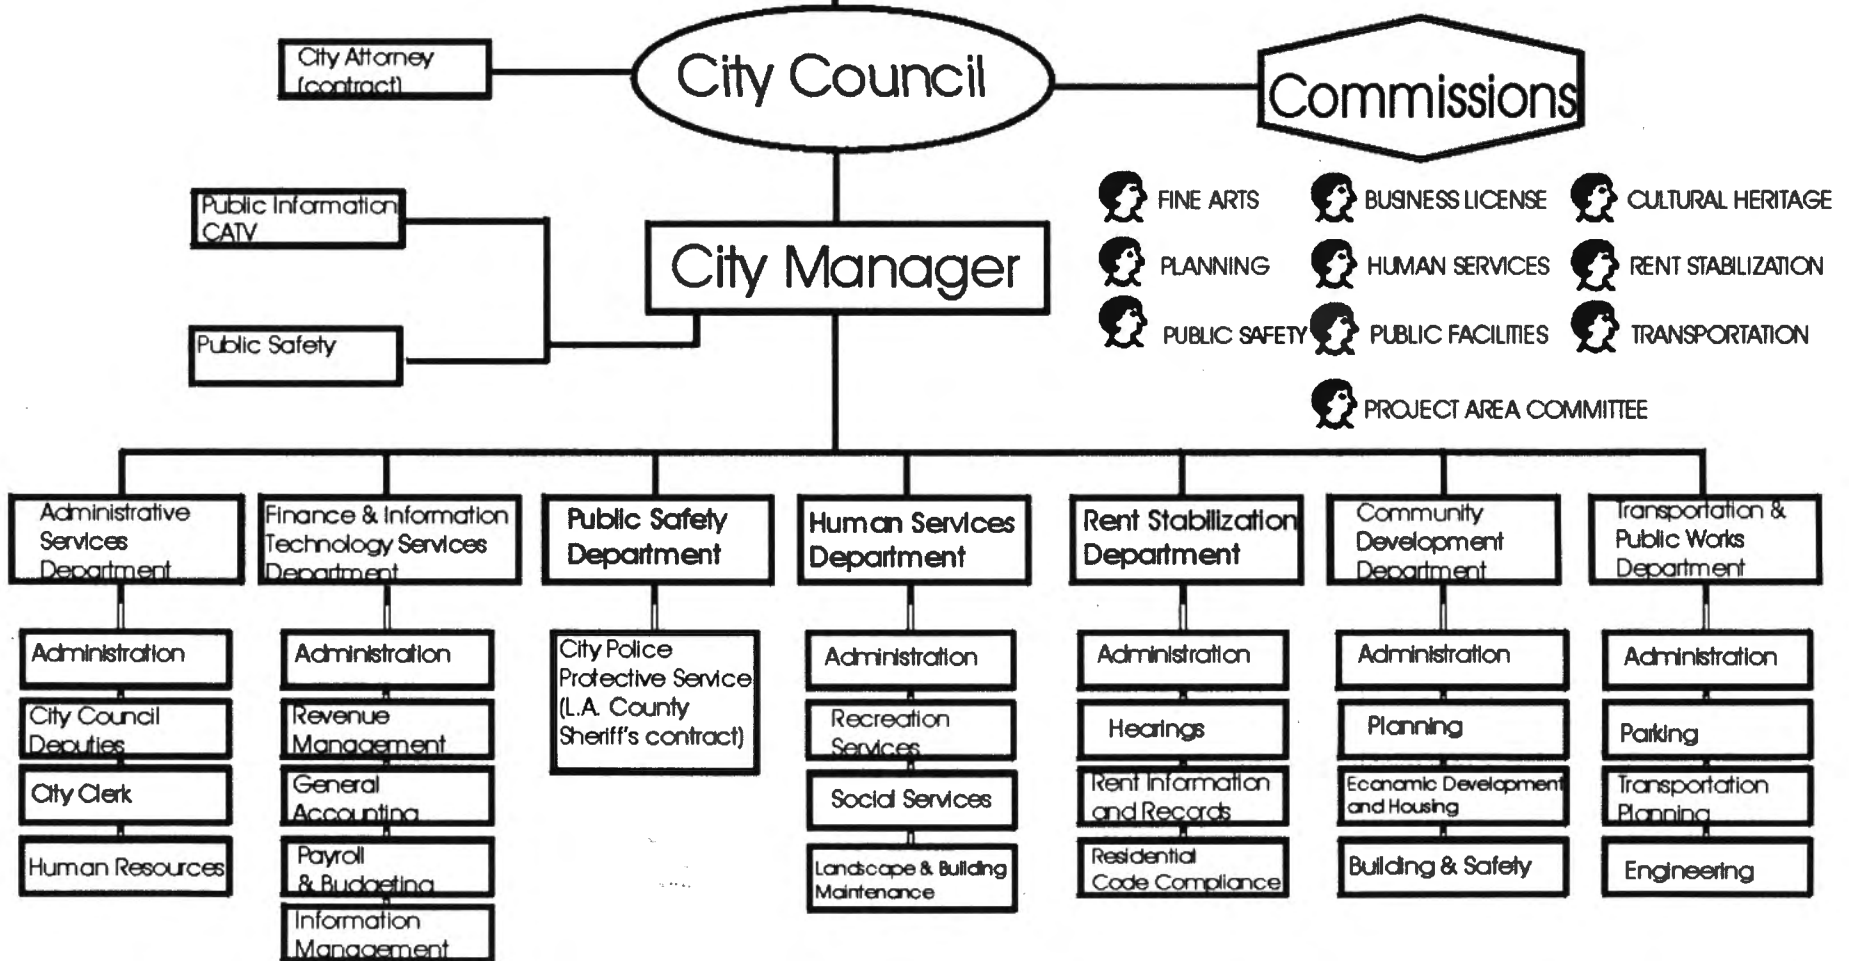 City Attorney
(contract)
City Council
Commissions
Public Information
CATV
City Manager
Public Safety
FINE ARTS
BUSINESS LICENSE
CULTURAL HERITAGE
PLANNING
HUMAN SERVICES
RENT STABILIZATION
PUBLIC SAFETY
PUBLIC FACILITIES
TRANSPORTATION
PROJECT AREA COMMITTEE
Administrative
Services
Department
Administration
City Council
Deputies
City Clerk
Human Resources
Finance & Information
Technology Services
Department
Administration
Revenue
Management
General
Accounting
Payroll
& Budgeting
Information
Management
Public Safety
Department
City Police
Protective Service
(L.A. County
Sheriff's contract)
Human Services
Department
Administration
Recreation
Services
Social Services
Landscape & Building
Maintenance
Rent Stabilization
Department
Administration
Hearings
Rent Information
and Records
Residential
Code Compliance
Community
Development
Department
Administration
Planning
Economic Development
and Housing
Building & Safety
Transportation &
Public Works
Department
Administration
Parking
Transportation
Planning
Engineering